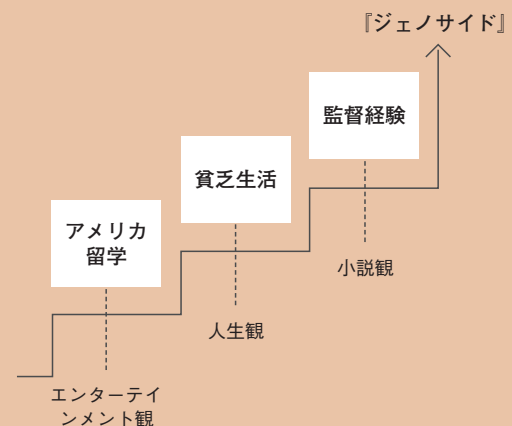 『ジェノサイド』
監督経験
貧乏生活
アメリカ
留学
小説観
人生観
エンターテイ
ンメント観